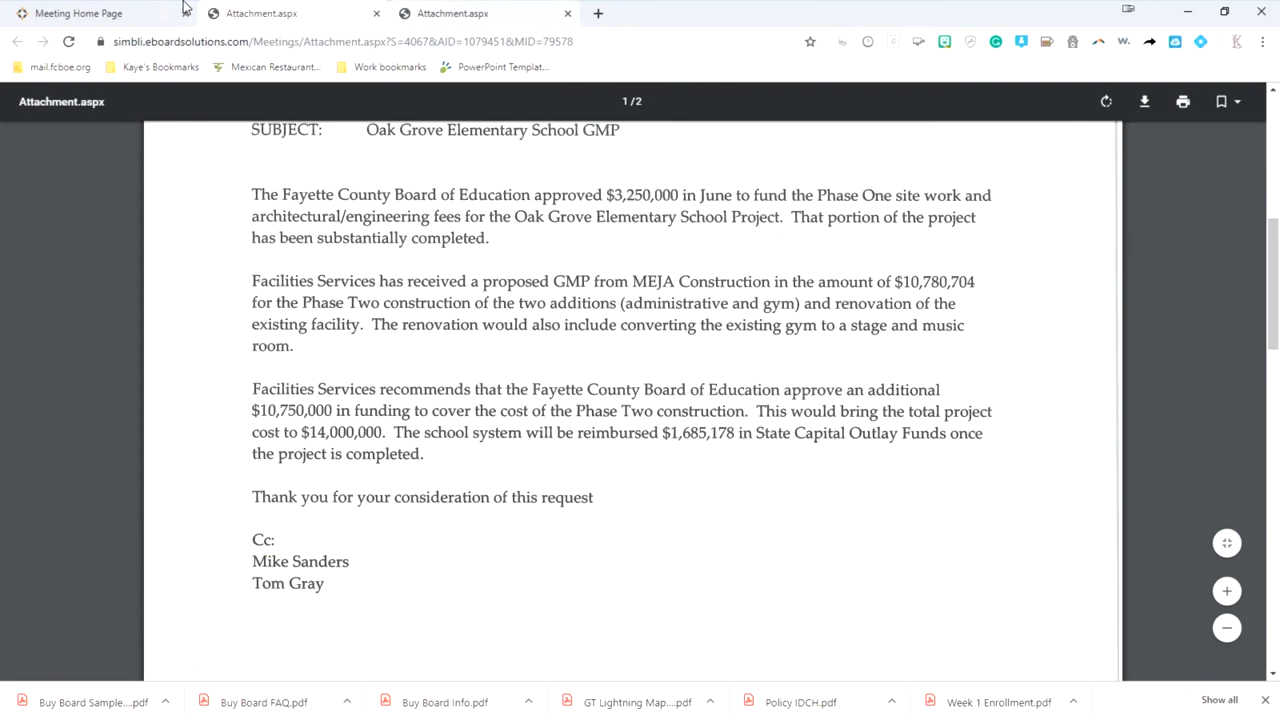 Meeting Home Page
Attachment.aspx
Attachment.aspx
simbli.eboardsolutions.com/Meetings/Attachment.aspx?S=4067&AID=1079451&MID=79578
mail.fcboe.org
Kaye's Bookmarks
Mexican Restaurant...
Work bookmarks
PowerPoint Templat...
Attachment.aspx
1 / 2
SUBJECT: Oak Grove Elementary School GMP
The Fayette County Board of Education approved $3,250,000 in June to fund the Phase One site work and
architectural/engineering fees for the Oak Grove Elementary School Project. That portion of the project
has been substantially completed.
Facilities Services has received a proposed GMP from MEJA Construction in the amount of $10,780,704
for the Phase Two construction of the two additions (administrative and gym) and renovation of the
existing facility. The renovation would also include converting the existing gym to a stage and music
room.
Facilities Services recommends that the Fayette County Board of Education approve an additional
$10,750,000 in funding to cover the cost of the Phase Two construction. This would bring the total project
cost to $14,000,000. The school system will be reimbursed $1,685,178 in State Capital Outlay Funds once
the project is completed.
Thank you for your consideration of this request
Cc:
Mike Sanders
Tom Gray
Buy Board Sample....pdf
Buy Board FAQ.pdf
Buy Board Info.pdf
GT Lightning Map....pdf
Policy IDCH.pdf
Week 1 Enrollment.pdf
Show all